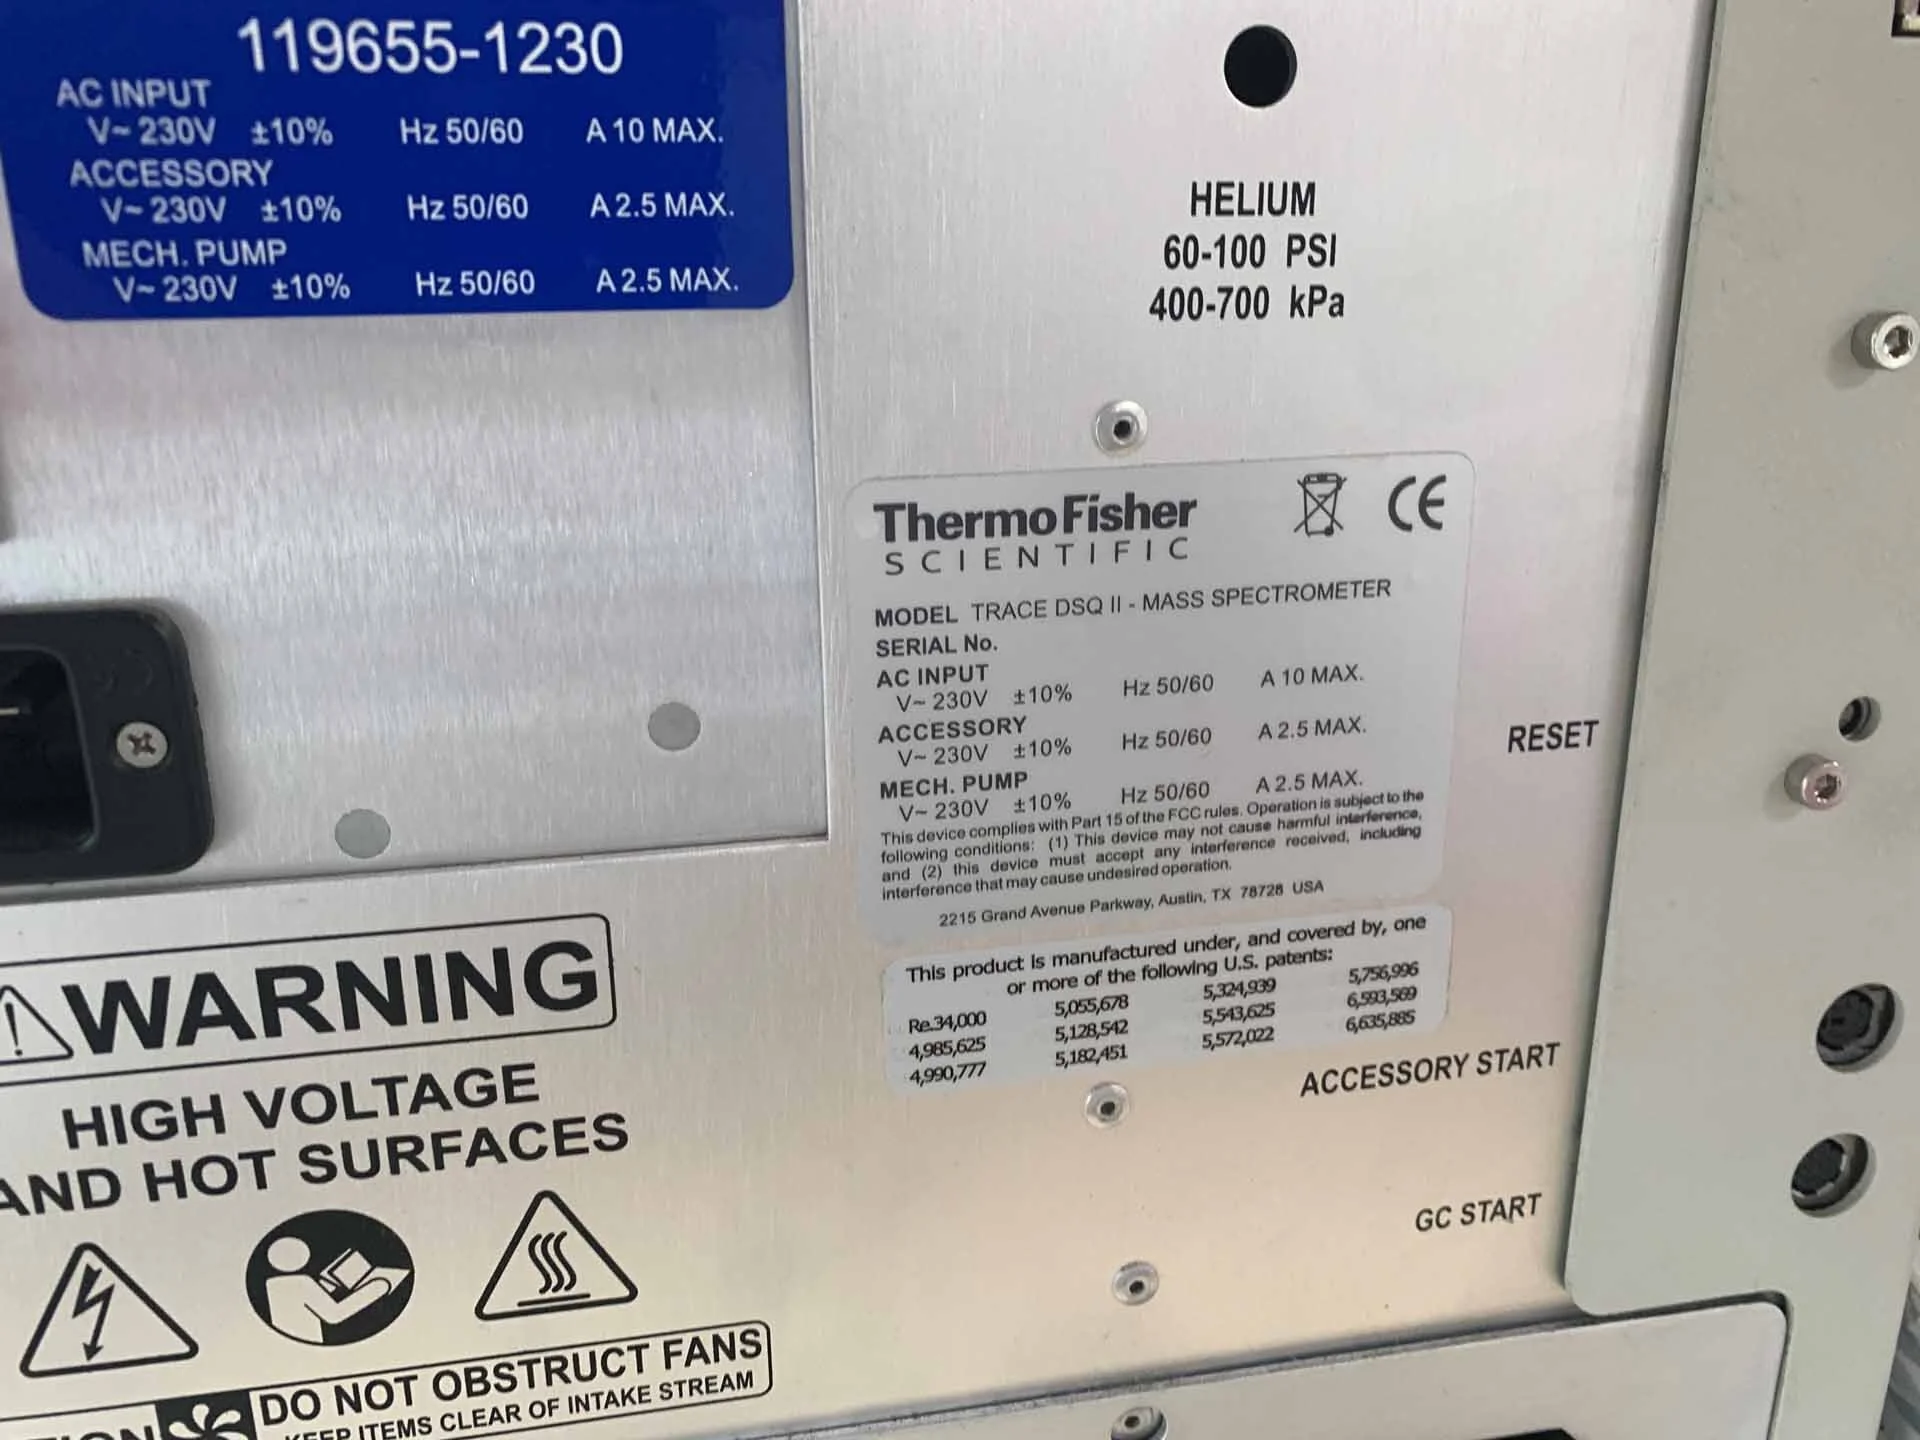 119655-1230
AC INPUT
V~ 230V ±10% Hz 50/60 A 10 MAX.
ACCESSORY
V~ 230V ±10% Hz 50/60 A 2.5 MAX.
MECH. PUMP
V~ 230V ±10% Hz 50/60 A 2.5 MAX.
HELIUM
60-100 PSI
400-700 kPa
ThermoFisher
SCIENTIFIC
CE
MODEL TRACE DSQ II - MASS SPECTROMETER
SERIAL No.
AC INPUT
V~ 230V ±10% Hz 50/60 A 10 MAX.
ACCESSORY
V~ 230V ±10% Hz 50/60 A 2.5 MAX.
MECH. PUMP
V~ 230V ±10% Hz 50/60 A 2.5 MAX.
This device complies with Part 15 of the FCC rules. Operation is subject to the
following conditions: (1) This device may not cause harmful interference,
and (2) this device must accept any interference received, including
interference that may cause undesired operation.
2215 Grand Avenue Parkway, Austin, TX 78728 USA
This product is manufactured under, and covered by, one
or more of the following U.S. patents:
Re.34,000 5,055,678 5,324,939 5,756,996
4,985,625 5,128,542 5,543,625 6,593,569
4,990,777 5,182,451 5,572,022 6,635,885
RESET
ACCESSORY START
GC START
WARNING
HIGH VOLTAGE
AND HOT SURFACES
DO NOT OBSTRUCT FANS
KEEP ITEMS CLEAR OF INTAKE STREAM